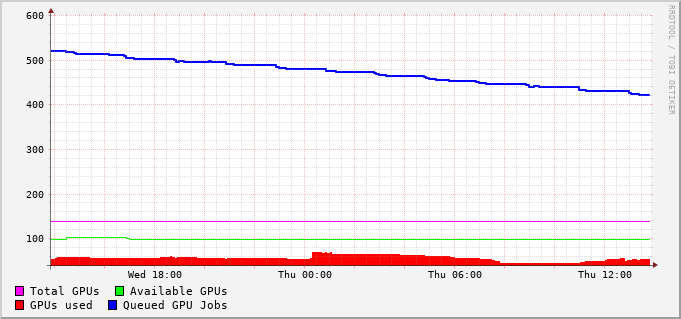 600
500
400
300
200
100
Wed 18:00 Thu 00:00 Thu 06:00 Thu 12:00
Total GPUs Available GPUs
GPUs used Queued GPU Jobs
RRDTOOL / TOBI OETIKER